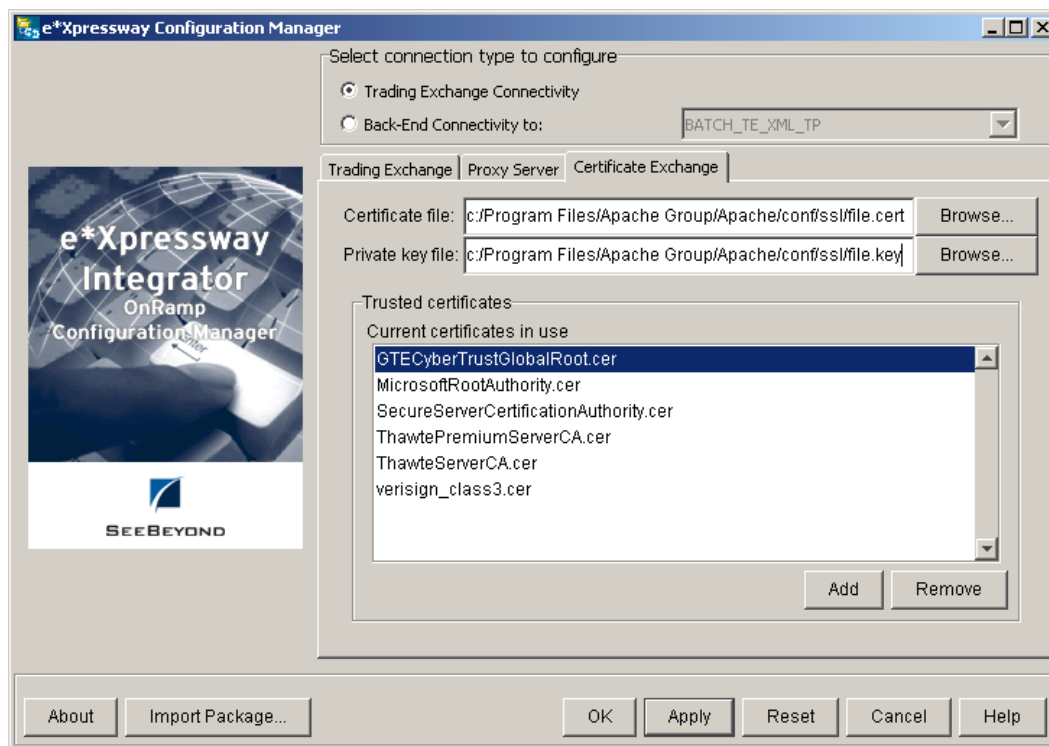 e*Xpressway Configuration Manager
Select connection type to configure
Trading Exchange Connectivity
Back-End Connectivity to: BATCH_TE_XML_TP
Trading Exchange Proxy Server Certificate Exchange
Certificate file: c:/Program Files/Apache Group/Apache/conf/ssl/file.cert Browse...
Private key file: c:/Program Files/Apache Group/Apache/conf/ssl/file.key Browse...
e*Xpressway
Integrator
OnRamp
Configuration Manager
enter
SEEBEYOND
Trusted certificates
Current certificates in use
GTECyberTrustGlobalRoot.cer
MicrosoftRootAuthority.cer
SecureServerCertificationAuthority.cer
ThawtePremiumServerCA.cer
ThawteServerCA.cer
verisign_class3.cer
Add Remove
About Import Package... OK Apply Reset Cancel Help